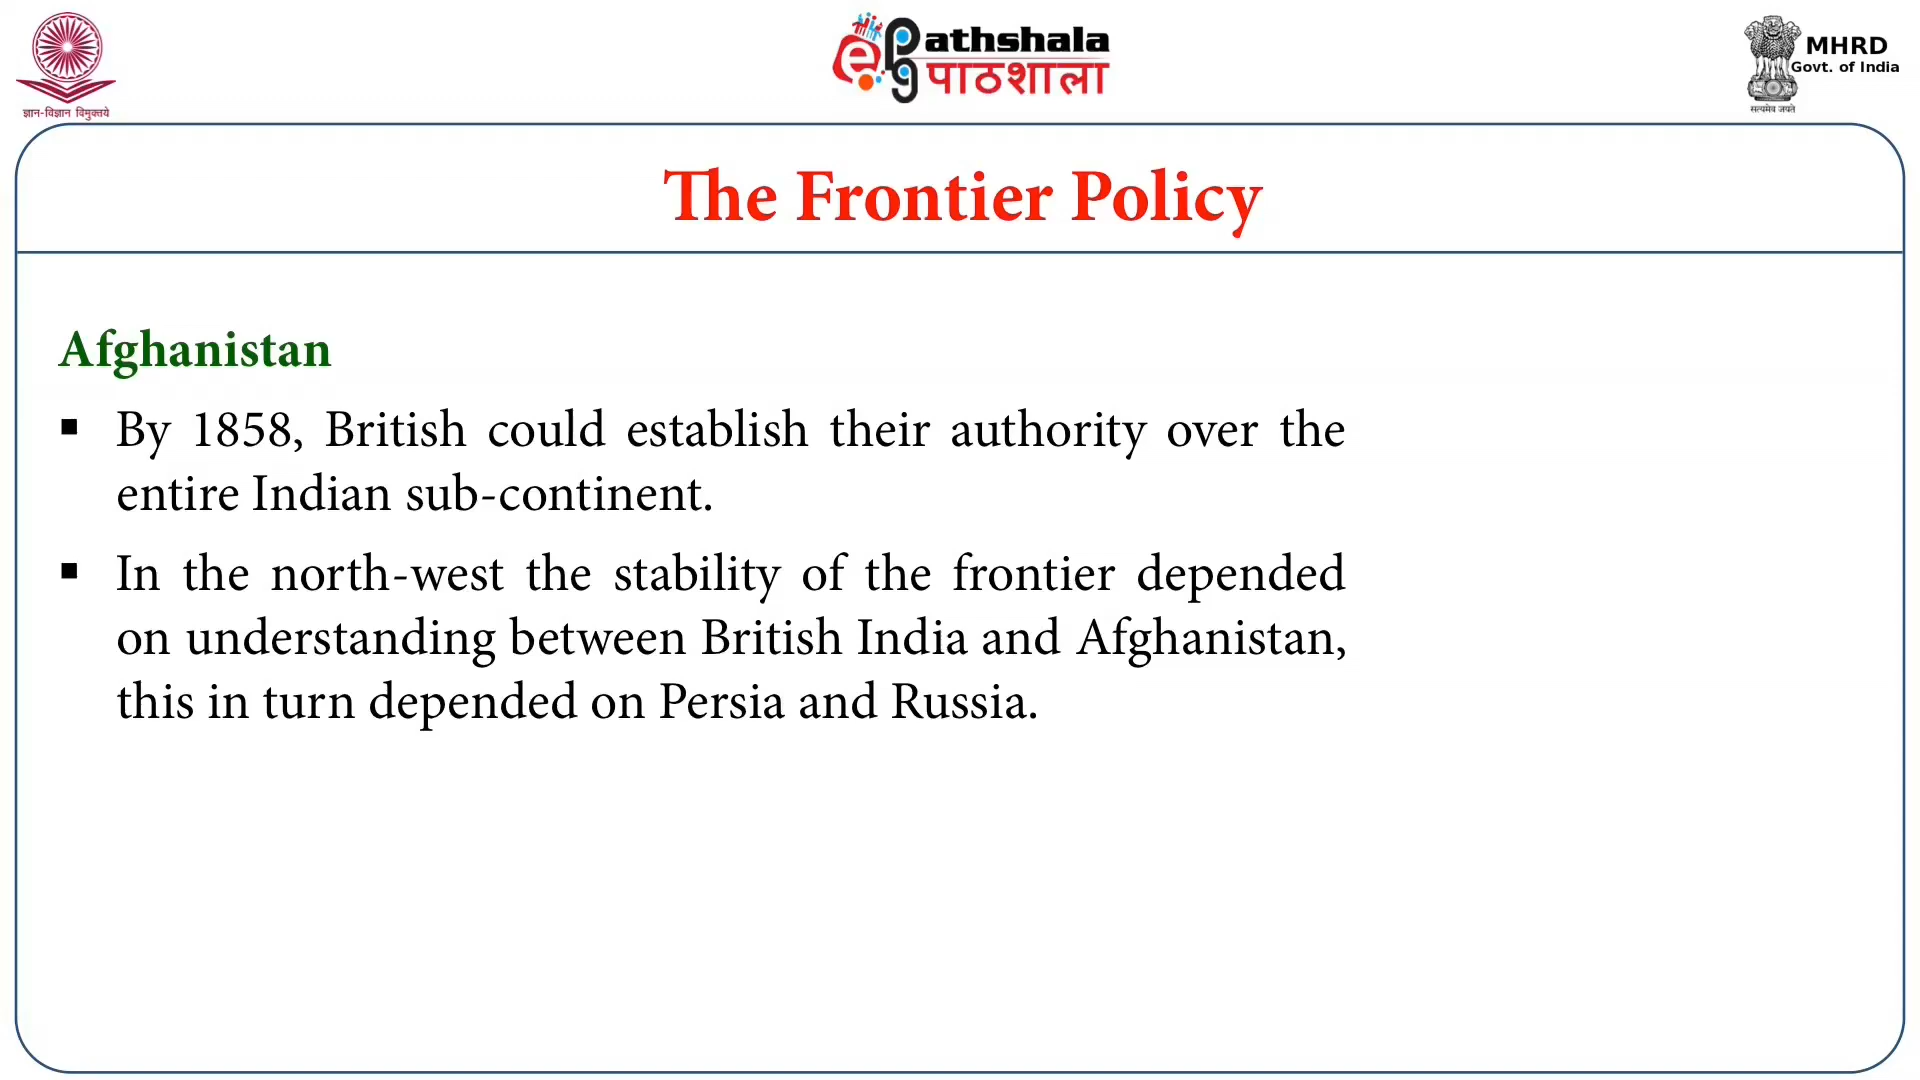 ज्ञान-विज्ञान विमुक्तये
e pg Pathshala
पाठशाला
MHRD
Govt. of India
सत्यमेव जयते
The Frontier Policy
Afghanistan
▪ By 1858, British could establish their authority over the
entire Indian sub-continent.
▪ In the north-west the stability of the frontier depended
on understanding between British India and Afghanistan,
this in turn depended on Persia and Russia.